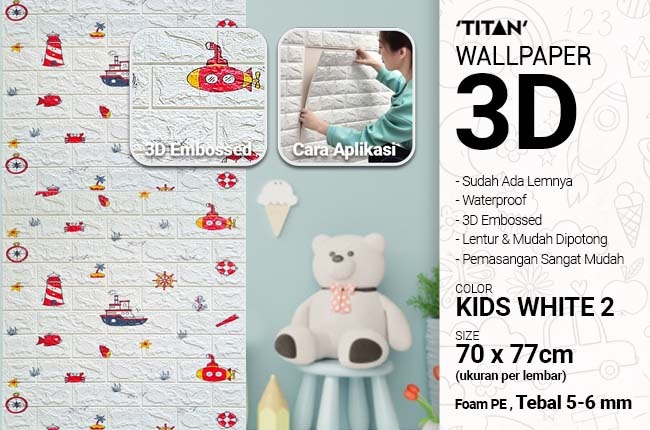 'TITAN'
WALLPAPER
3D
3D Embossed
Cara Aplikasi
- Sudah Ada Lemnya
- Waterproof
- 3D Embossed
- Lentur & Mudah Dipotong
- Pemasangan Sangat Mudah
COLOR
KIDS WHITE 2
SIZE
70 x 77cm
(ukuran per lembar)
Foam PE , Tebal 5-6 mm
123